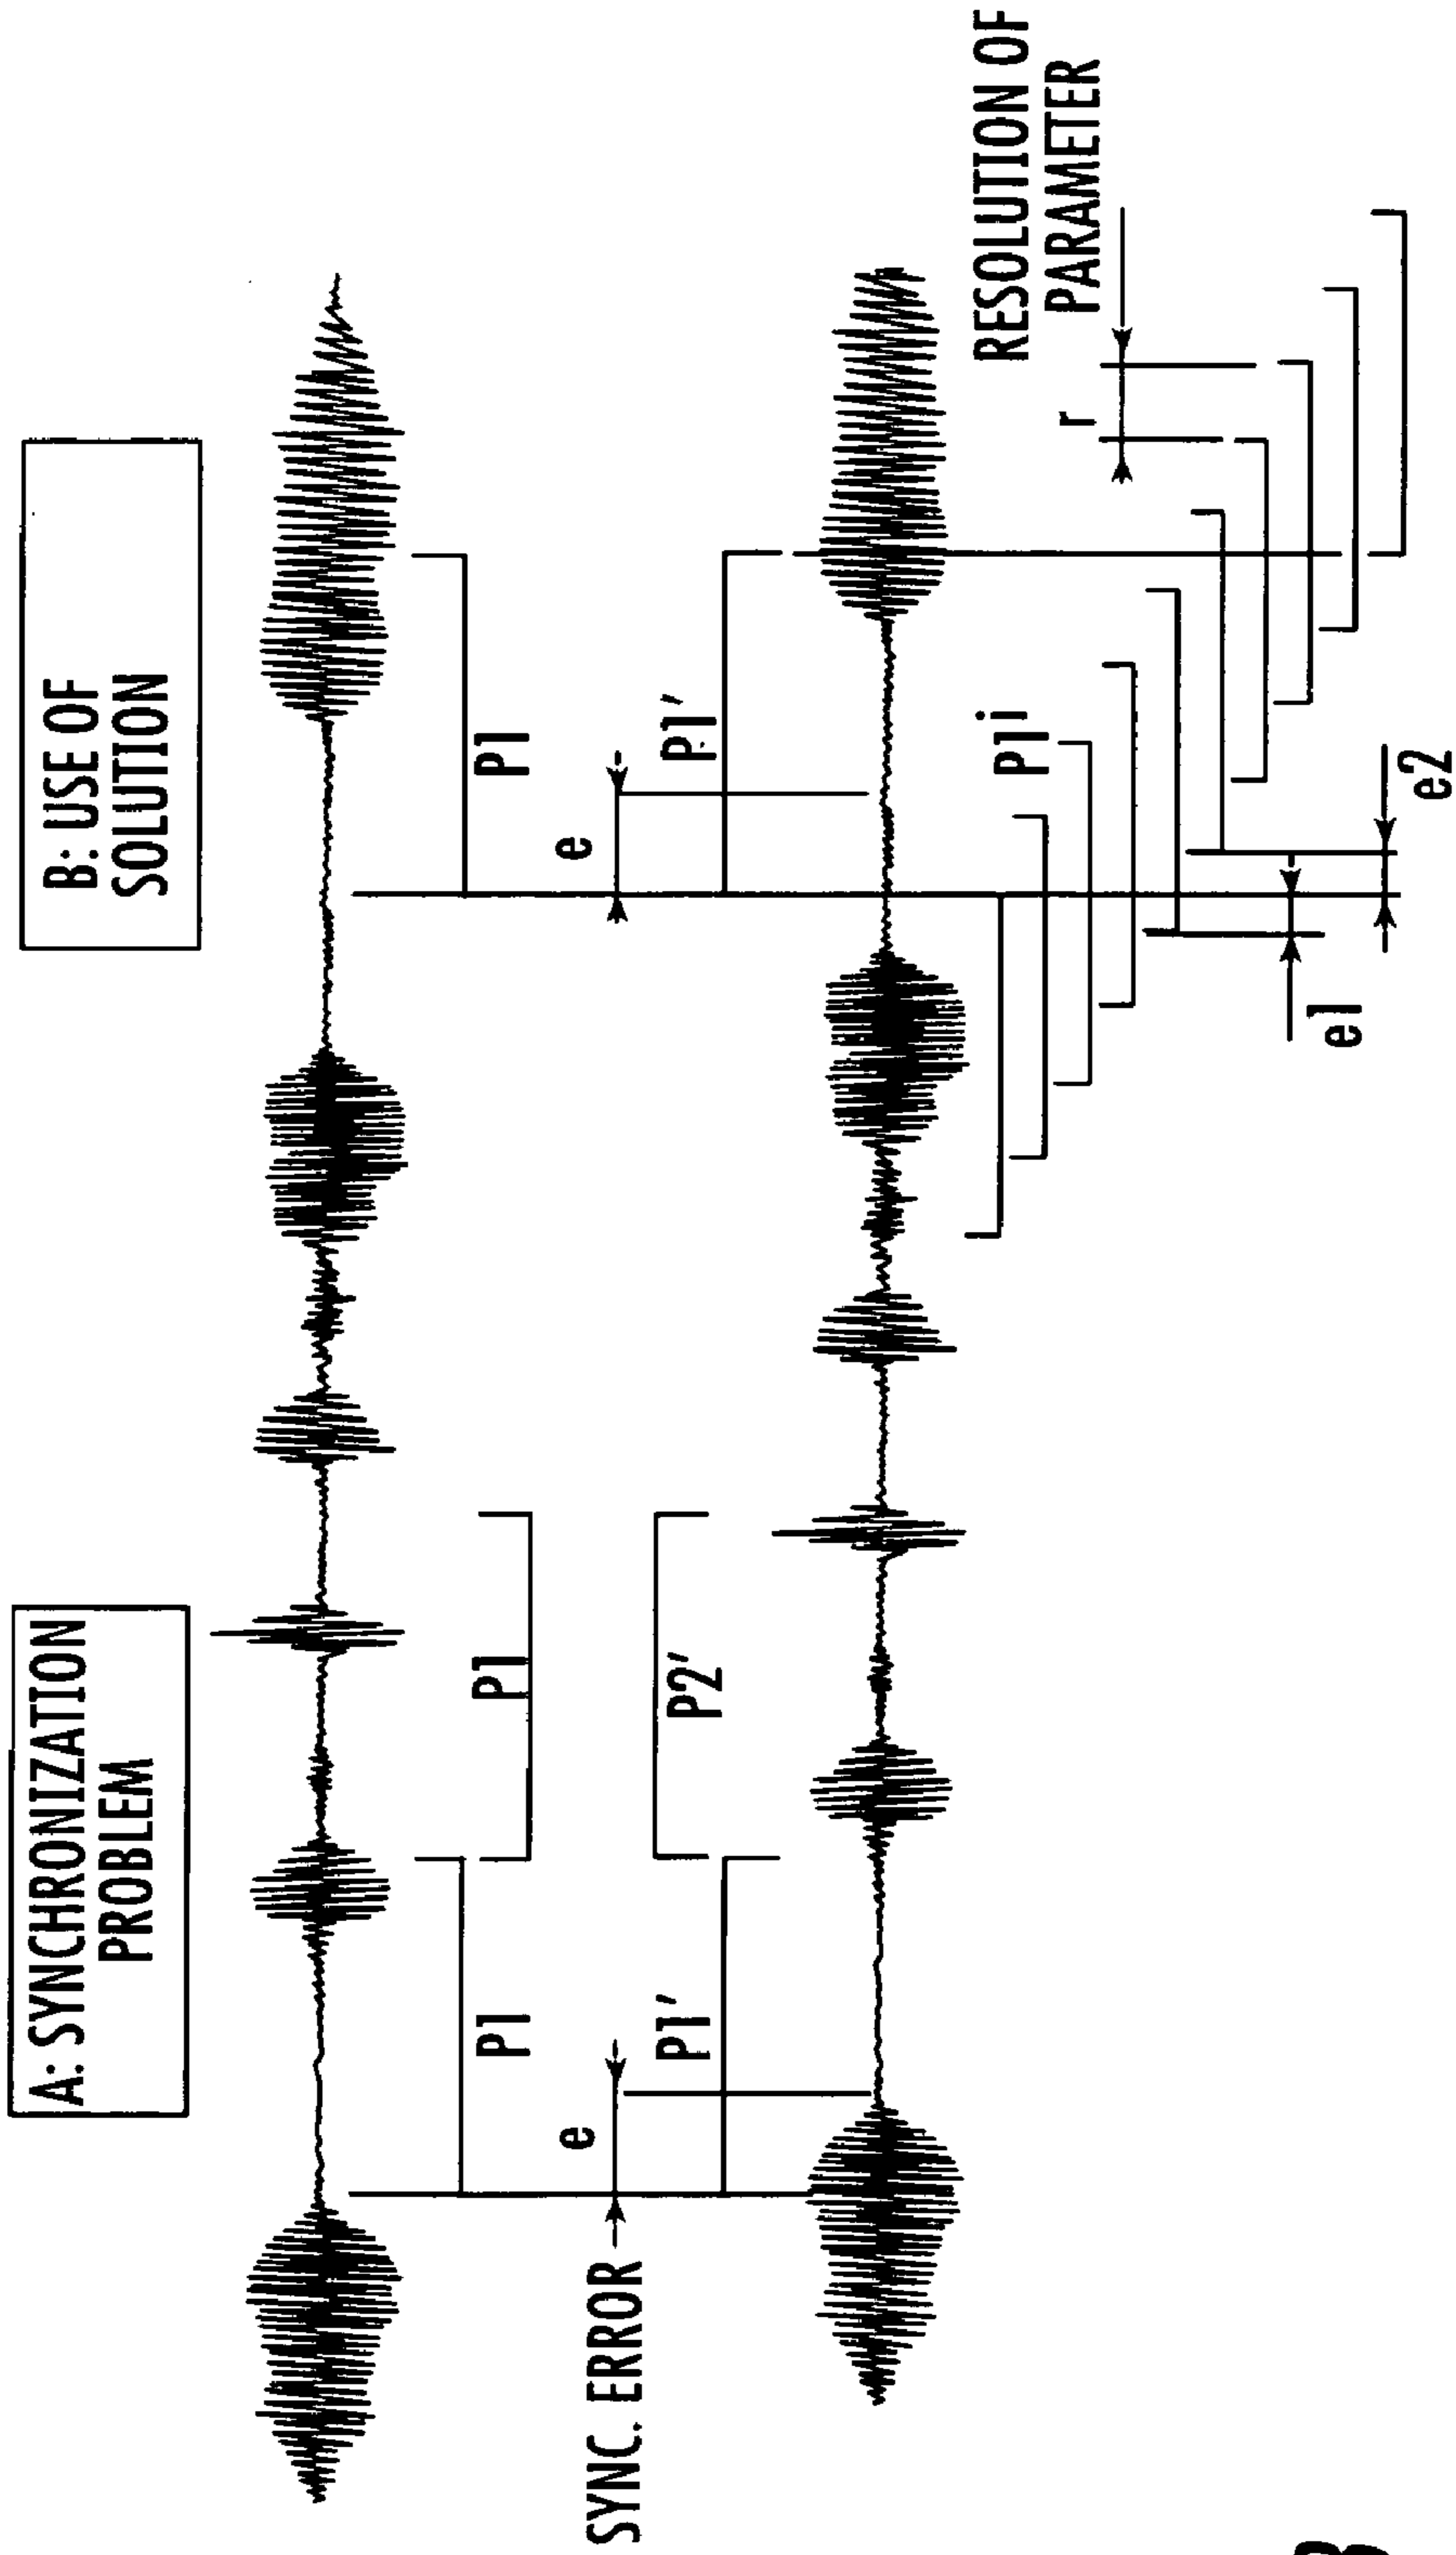 A: SYNCHRONIZATION
PROBLEM
B: USE OF
SOLUTION
P1
P1
P1
SYNC. ERROR
e
e
P1'
P2'
P1'
P1i
RESOLUTION OF
PARAMETER
r
e1
e2